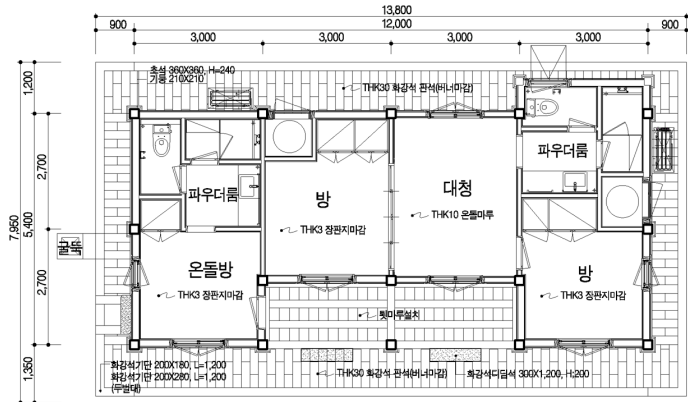 13,800
900
12,000
900
3,000
3,000
3,000
3,000
초석 360X360, H=240
기둥 210X210
THK30 화강석 판석(버너마감)
1,200
2,700
7,950
5,400
2,700
1,350
파우더룸
방
THK3 장판지마감
대청
THK10 온돌마루
파우더룸
온돌방
THK3 장판지마감
방
THK3 장판지마감
툇마루설치
화강석기단 200X180, L=1,200
화강석기단 200X280, L=1,200
(두벌대)
THK30 화강석 판석(버너마감)
화강석디딤석 300X1,200, H:200